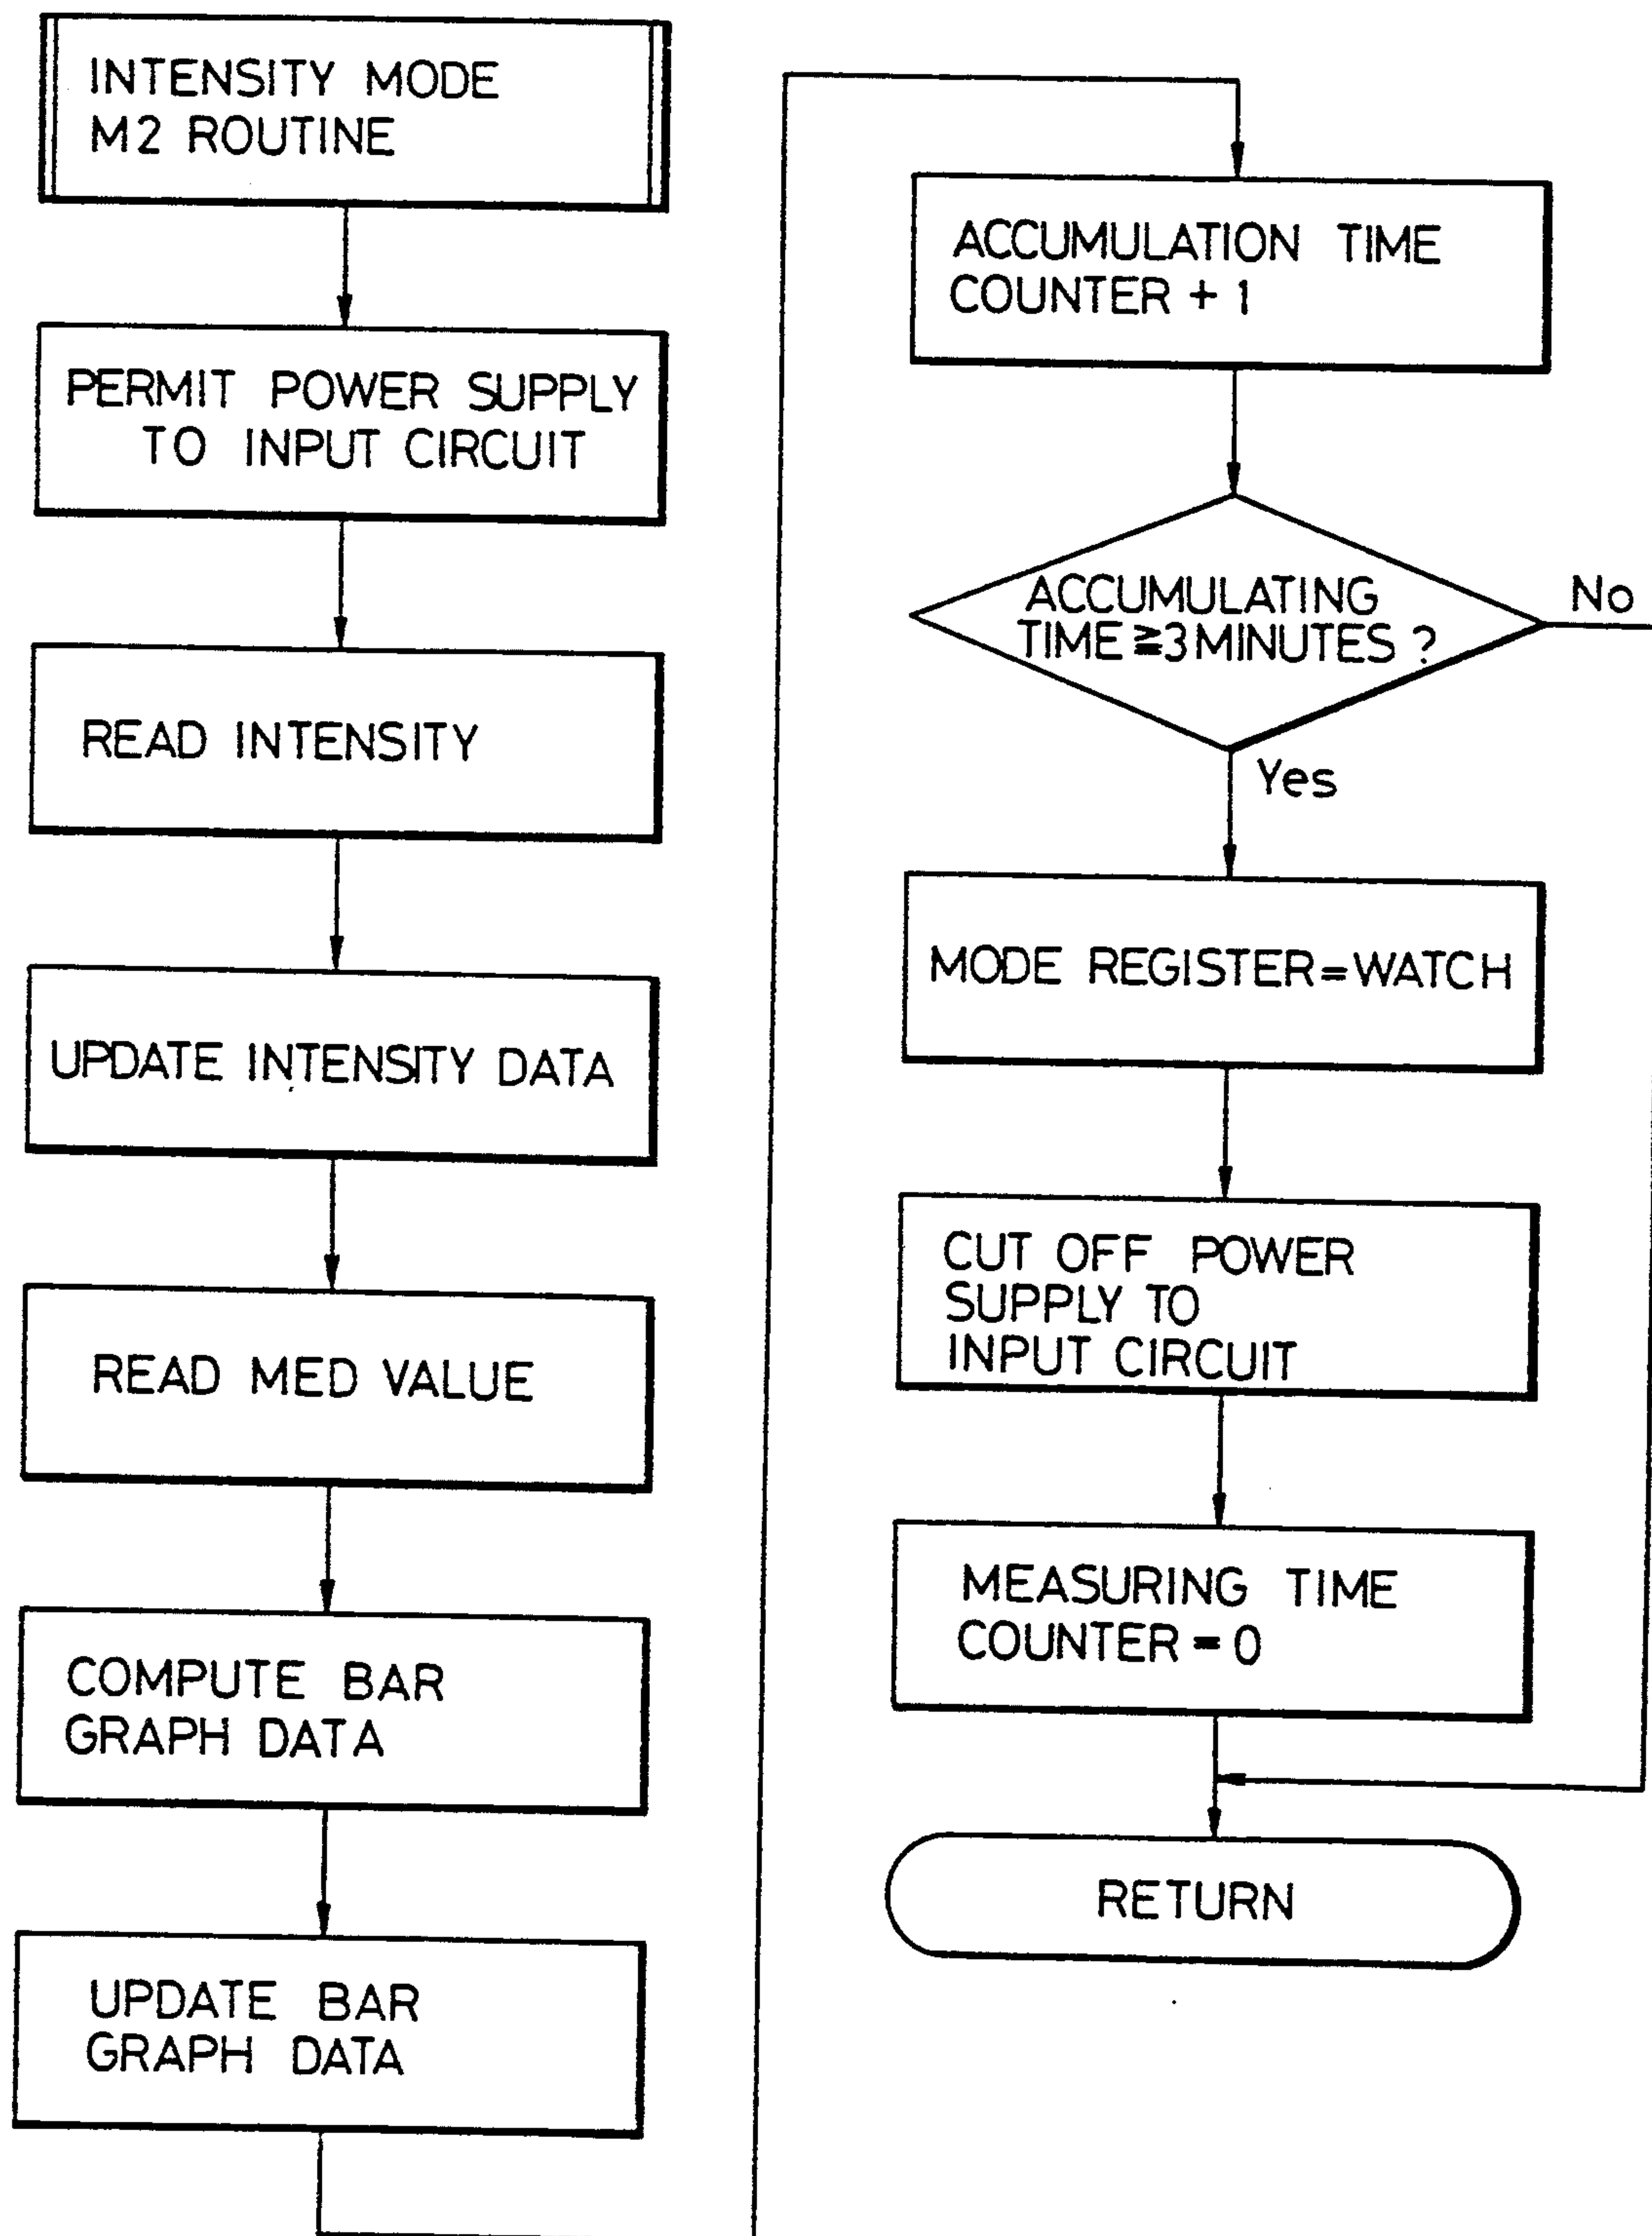 INTENSITY MODE
M2 ROUTINE
PERMIT POWER SUPPLY
TO INPUT CIRCUIT
READ INTENSITY
UPDATE INTENSITY DATA
READ MED VALUE
COMPUTE BAR
GRAPH DATA
UPDATE BAR
GRAPH DATA
ACCUMULATION TIME
COUNTER + 1
ACCUMULATING
TIME ≧3 MINUTES ?
No
Yes
MODE REGISTER=WATCH
CUT OFF POWER
SUPPLY TO
INPUT CIRCUIT
MEASURING TIME
COUNTER = 0
RETURN